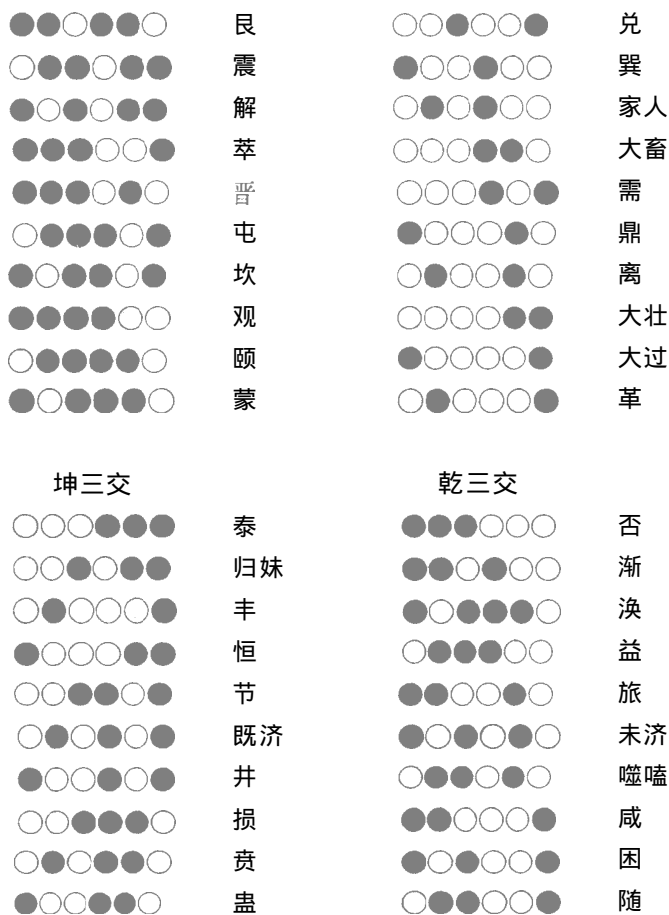 艮 兑
震 巽
解 家人
萃 大畜
晋 需
屯 鼎
坎 离
观 大壮
颐 大过
蒙 革
坤三交 乾三交
泰 否
归妹 渐
丰 涣
恒 益
节 旅
既济 未济
井 噬嗑
损 咸
贲 困
蛊 随